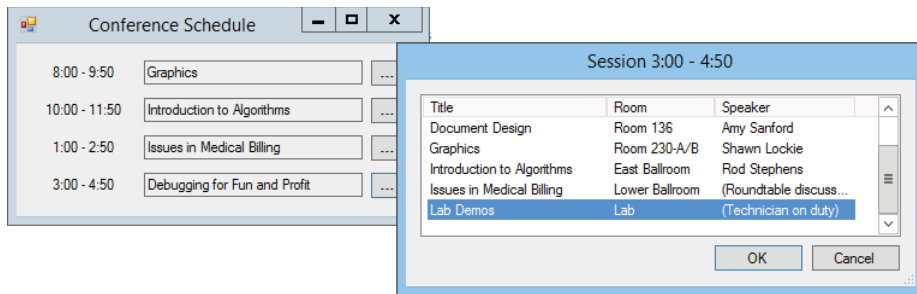 Conference Schedule
8:00 - 9:50 Graphics ...
10:00 - 11:50 Introduction to Algorithms ...
1:00 - 2:50 Issues in Medical Billing ...
3:00 - 4:50 Debugging for Fun and Profit ...
Session 3:00 - 4:50
Title Room Speaker
Document Design Room 136 Amy Sanford
Graphics Room 230-A/B Shawn Lockie
Introduction to Algorithms East Ballroom Rod Stephens
Issues in Medical Billing Lower Ballroom (Roundtable discuss...
Lab Demos Lab (Technician on duty)
OK Cancel